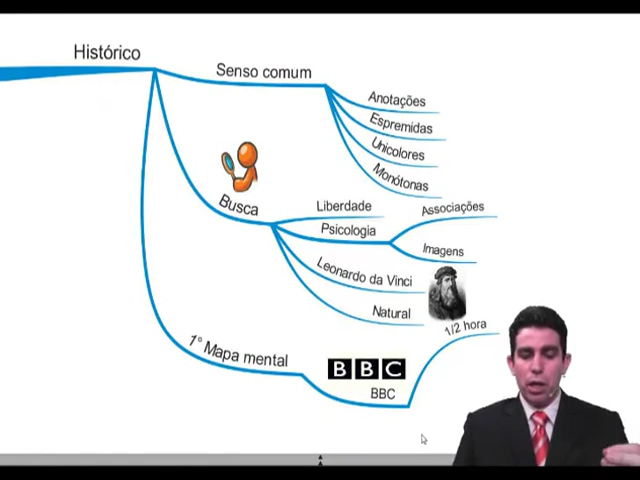 Histórico
Senso comum
Anotações
Espremidas
Unicolores
Monótonas
Busca
Liberdade
Psicologia
Associações
Imagens
Leonardo da Vinci
Natural
1° Mapa mental
BBC
BBC
1/2 hora